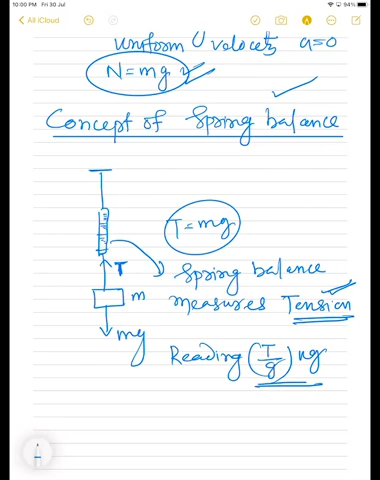 10:00 PM Fri 30 Jul
94%
All iCloud
uniform velocity a=0
N=mg
Concept of Spring balance
T=mg
T
Spring balance
m
measures Tension
mg
Reading (T/g) kg